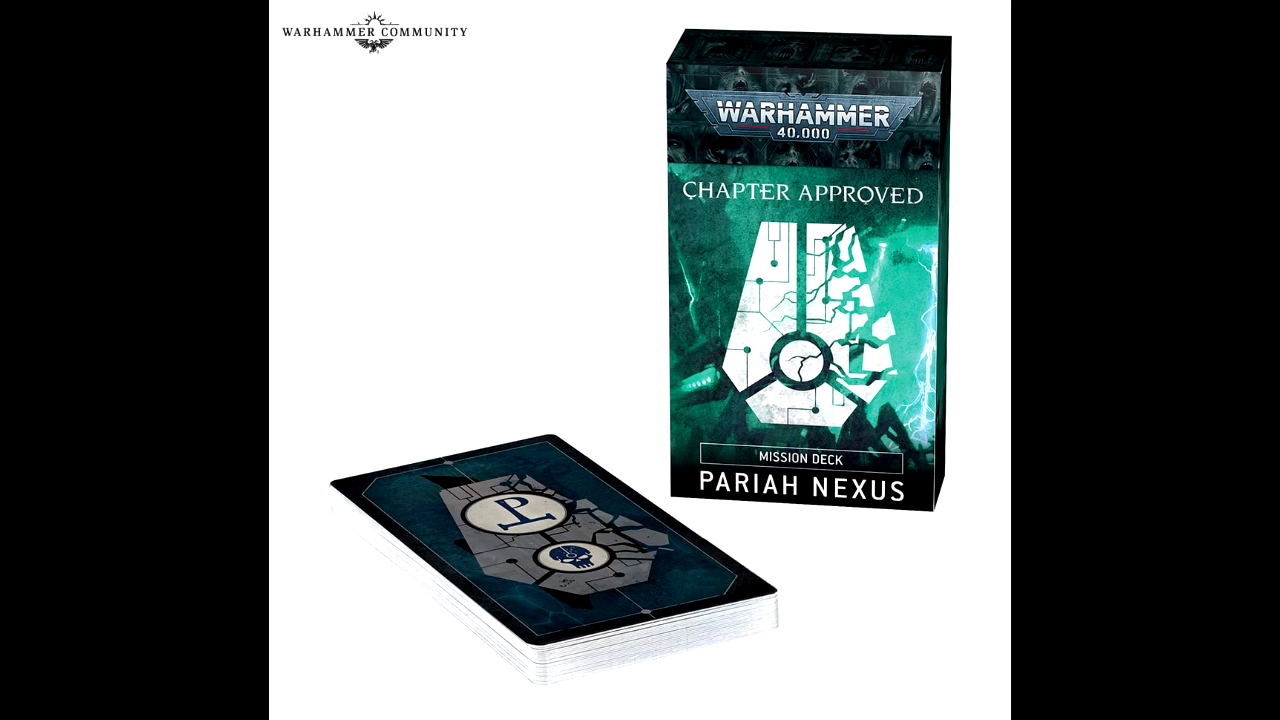 WARHAMMER COMMUNITY
WARHAMMER
40,000
CHAPTER APPROVED
MISSION DECK
PARIAH NEXUS
P